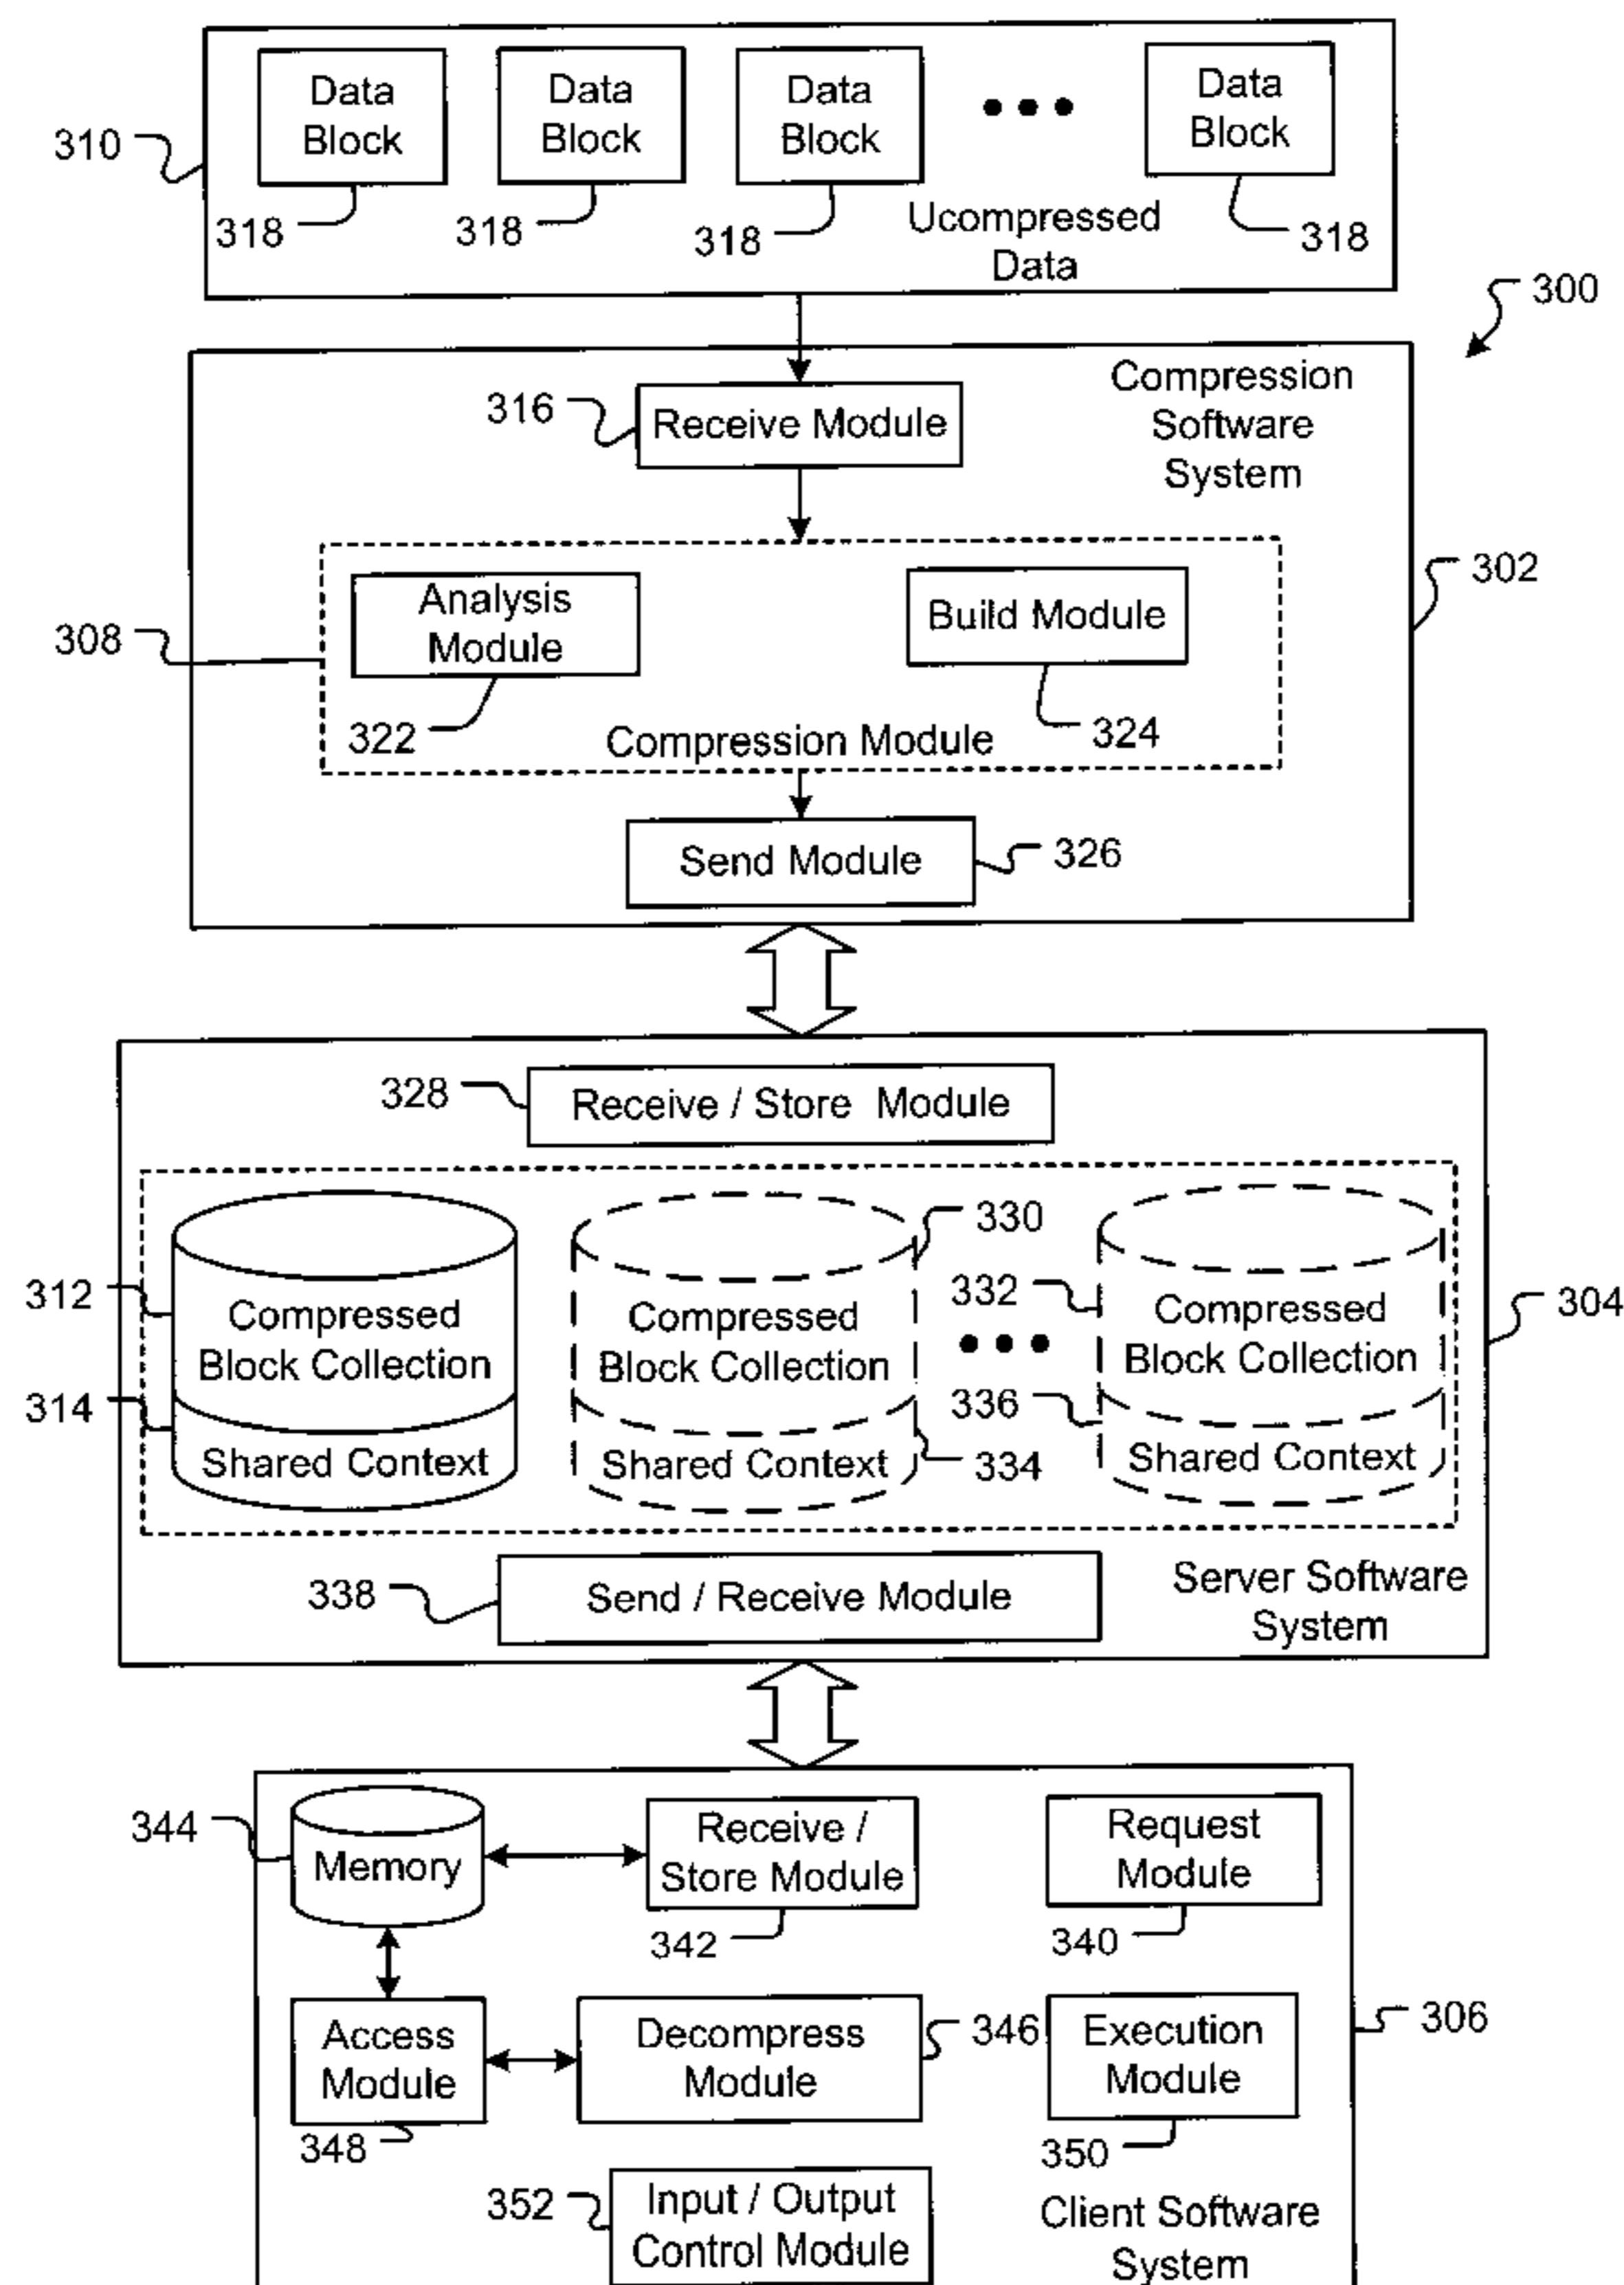 Data
Block
Data
Block
Data
Block
Data
Block
310
318
318
318
Ucompressed
Data
318
300
Compression
Software
System
316
Receive Module
302
Analysis
Module
Build Module
308
322
324
Compression Module
Send Module
326
328
Receive / Store Module
330
312
Compressed
Block Collection
Compressed
Block Collection
332
Compressed
Block Collection
304
314
Shared Context
Shared Context
334
336
Shared Context
338
Send / Receive Module
Server Software
System
344
Memory
Receive /
Store Module
342
Request
Module
340
Access
Module
348
Decompress
Module
346
Execution
Module
350
306
352
Input / Output
Control Module
Client Software
System